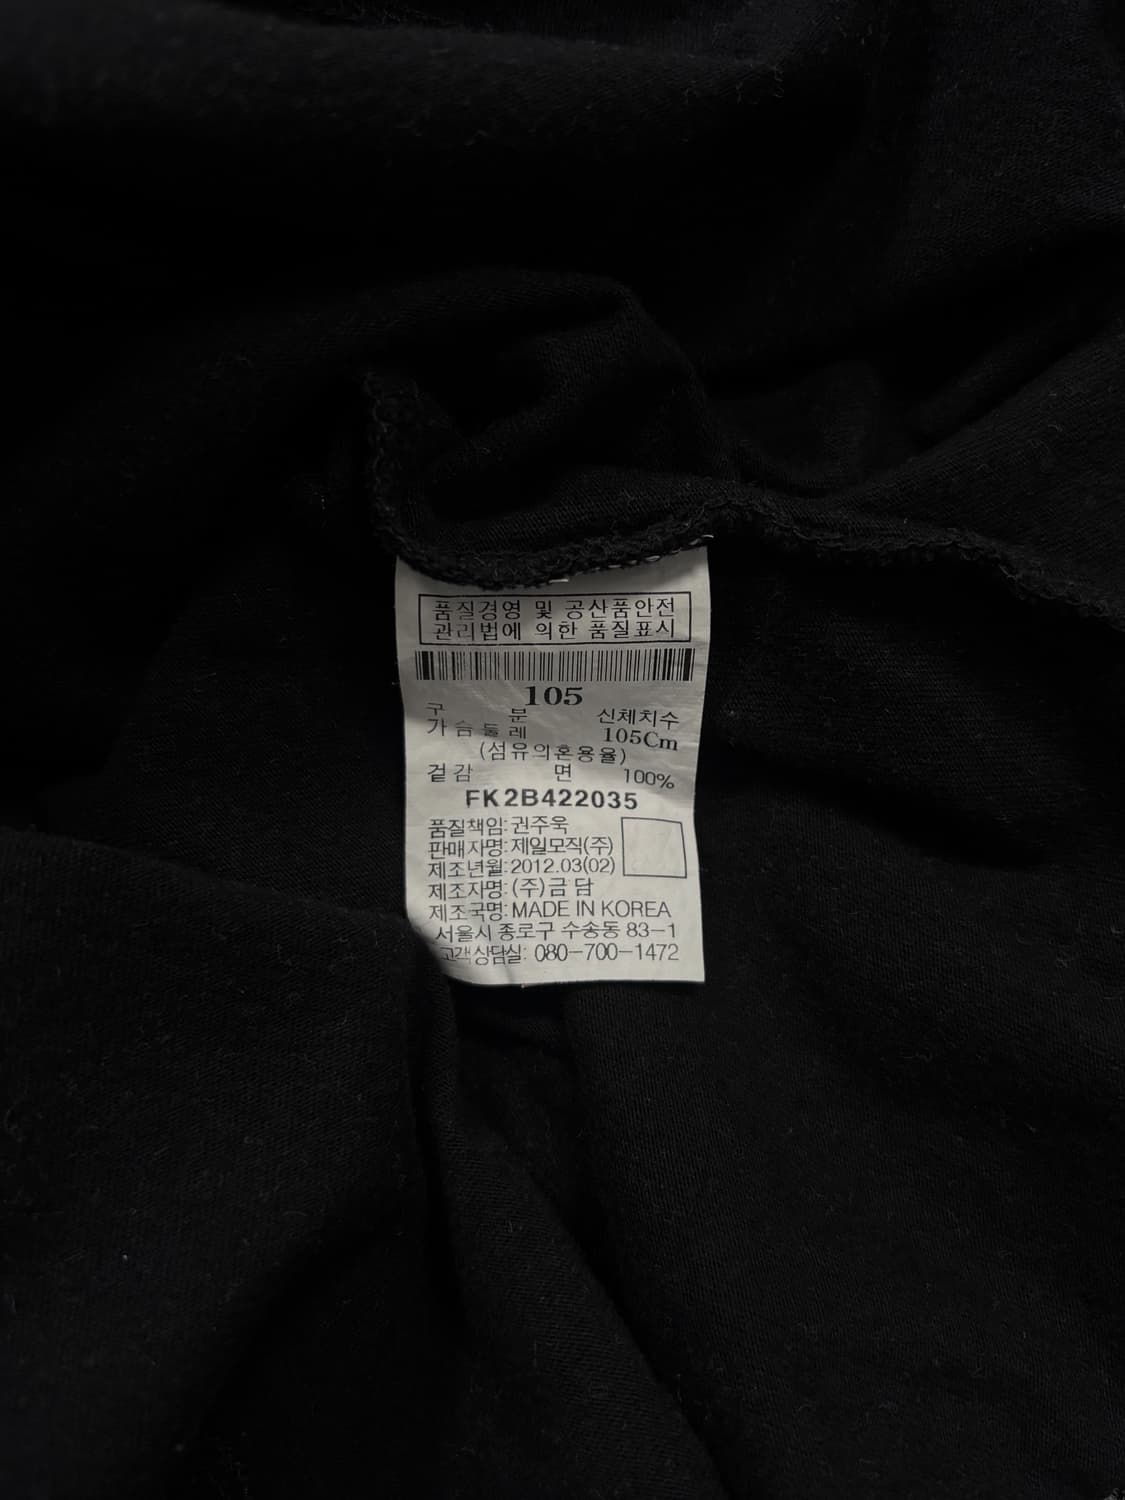 품질경영 및 공산품안전
관리법에 의한 품질표시
105
구 분 신체치수
가슴둘레 105Cm
(섬유의혼용율)
겉감 면 100%
FK2B422035
품질책임: 권주욱
판매자명: 제일모직(주)
제조년월: 2012.03(02)
제조자명: (주)금담
제조국명: MADE IN KOREA
서울시 종로구 수송동 83-1
고객상담실: 080-700-1472